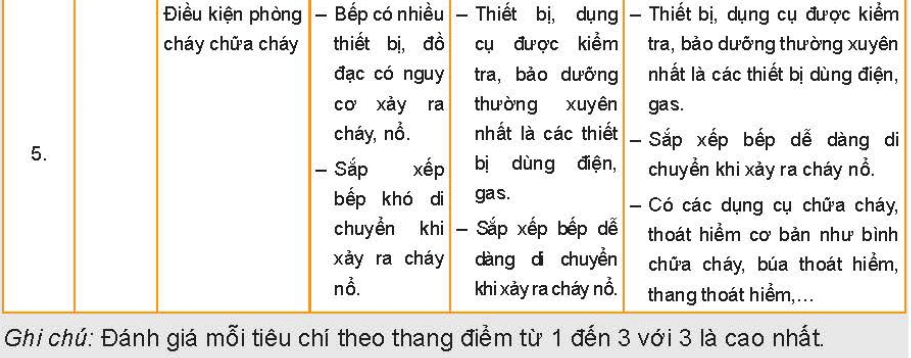 5.
Điều kiện phòng
cháy chữa cháy
– Bếp có nhiều
thiết bị, đồ
đạc có nguy
cơ xảy ra
cháy, nổ.
– Sắp xếp
bếp khó di
chuyển khi
xảy ra cháy
nổ.
– Thiết bị, dụng
cụ được kiểm
tra, bảo dưỡng
thường xuyên
nhất là các thiết
bị dùng điện,
gas.
– Sắp xếp bếp dễ
dàng di chuyển
khi xảy ra cháy nổ.
– Thiết bị, dụng cụ được kiểm
tra, bảo dưỡng thường xuyên
nhất là các thiết bị dùng điện,
gas.
– Sắp xếp bếp dễ dàng di
chuyển khi xảy ra cháy nổ.
– Có các dụng cụ chữa cháy,
thoát hiểm cơ bản như bình
chữa cháy, búa thoát hiểm,
thang thoát hiểm,...
Ghi chú: Đánh giá mỗi tiêu chí theo thang điểm từ 1 đến 3 với 3 là cao nhất.